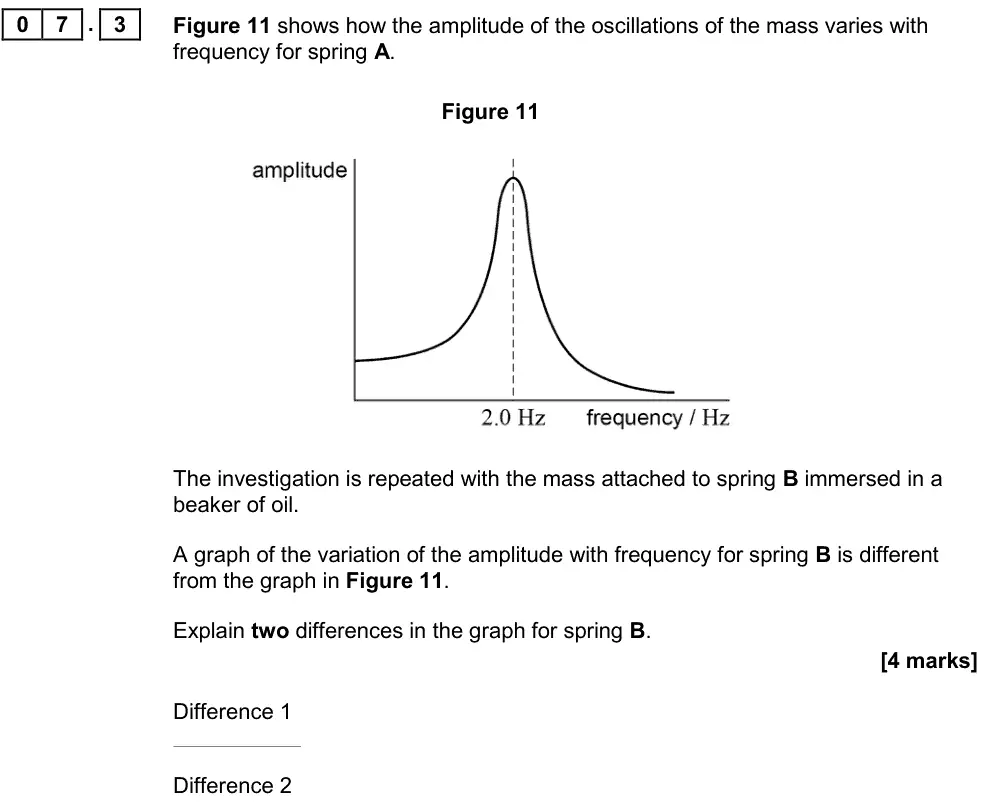 0 7 . 3 Figure 11 shows how the amplitude of the oscillations of the mass varies with
frequency for spring A.
Figure 11
amplitude
2.0 Hz frequency / Hz
The investigation is repeated with the mass attached to spring B immersed in a
beaker of oil.
A graph of the variation of the amplitude with frequency for spring B is different
from the graph in Figure 11.
Explain two differences in the graph for spring B.
[4 marks]
Difference 1
Difference 2